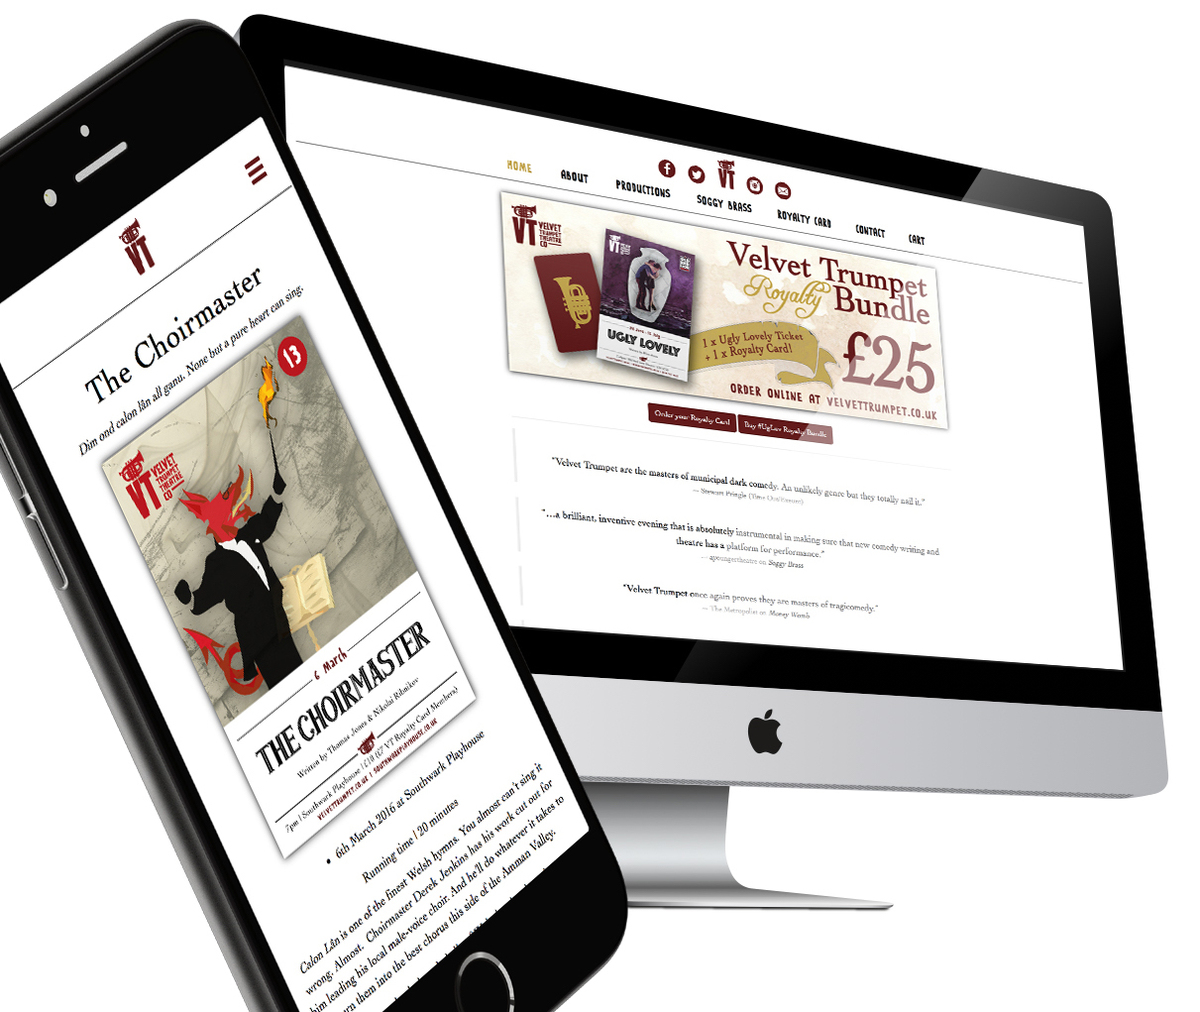 VT
The Choirmaster
Dim ond calon lân all ganu. None but a pure heart can sing.
13
VT VELVET
TRUMPET
THEATRE
CO
6 March
THE CHOIRMASTER
Written by Thomas Jones & Nikolai Ribnikov
7pm | Southwark Playhouse | £10 (£7 VT Royalty Card Members)
VELVETTRUMPET.CO.UK | SOUTHWARKPLAYHOUSE.CO.UK
• 6th March 2016 at Southwark Playhouse
Running time | 20 minutes
Calon Lân is one of the finest Welsh hymns. You almost can't sing it
wrong. Almost. Choirmaster Derek Jenkins has his work cut out for
him leading his local male-voice choir. And he'll do whatever it takes to
urn them into the best chorus this side of the Amman Valley.
VT
HOME
ABOUT
PRODUCTIONS
SOGGY BRASS
ROYALTY CARD
CONTACT
CART
VT VELVET
TRUMPET
THEATRE
CO
VT
UGLY LOVELY
Velvet Trumpet
Royalty Bundle
1 x Ugly Lovely Ticket
+ 1 x Royalty Card!
£25
ORDER ONLINE AT VELVETTRUMPET.CO.UK
Order your Royalty Card
Buy #UgLov Royalty Bundle
"Velvet Trumpet are the masters of municipal dark comedy. An unlikely genre but they totally nail it."
— Stewart Pringle (Time Out/Exeunt)
"...a brilliant, inventive evening that is absolutely instrumental in making sure that new comedy writing and
theatre has a platform for performance."
— apeungertheatre on Soggy Brass
"Velvet Trumpet once again proves they are masters of tragicomedy."
— The Metropolist on Money Womb